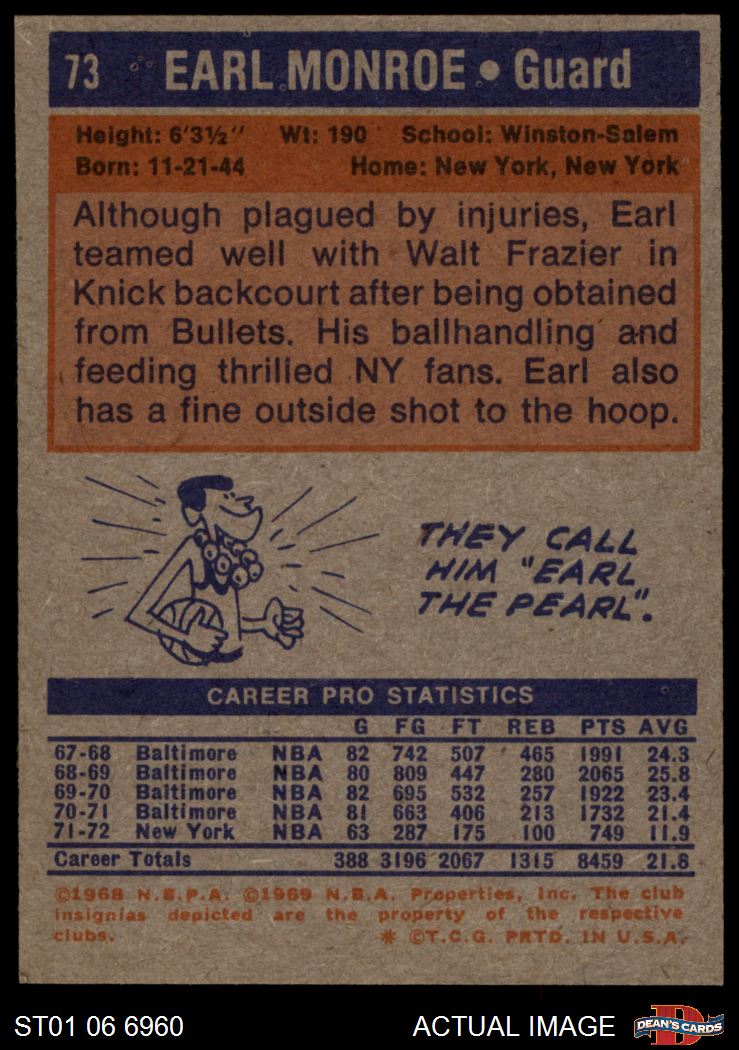 73 EARL MONROE • Guard
Height: 6'3½" Wt: 190 School: Winston-Salem
Born: 11-21-44 Home: New York, New York
Although plagued by injuries, Earl
teamed well with Walt Frazier in
Knick backcourt after being obtained
from Bullets. His ballhandling and
feeding thrilled NY fans. Earl also
has a fine outside shot to the hoop.
THEY CALL
HIM "EARL
THE PEARL".
CAREER PRO STATISTICS
G FG FT REB PTS AVG
67-68 Baltimore NBA 82 742 507 465 1991 24.3
68-69 Baltimore NBA 80 809 447 280 2065 25.8
69-70 Baltimore NBA 82 695 532 257 1922 23.4
70-71 Baltimore NBA 81 663 406 213 1732 21.4
71-72 New York NBA 63 287 175 100 749 11.9
Career Totals 388 3196 2067 1315 8459 21.8
©1968 N.B.P.A. ©1969 N.B.A. Properties, Inc. The club
insignias depicted are the property of the respective
clubs. * ©T.C.G. PRTD. IN U.S.A.
ST01 06 6960 ACTUAL IMAGE D DEAN'S CARDS